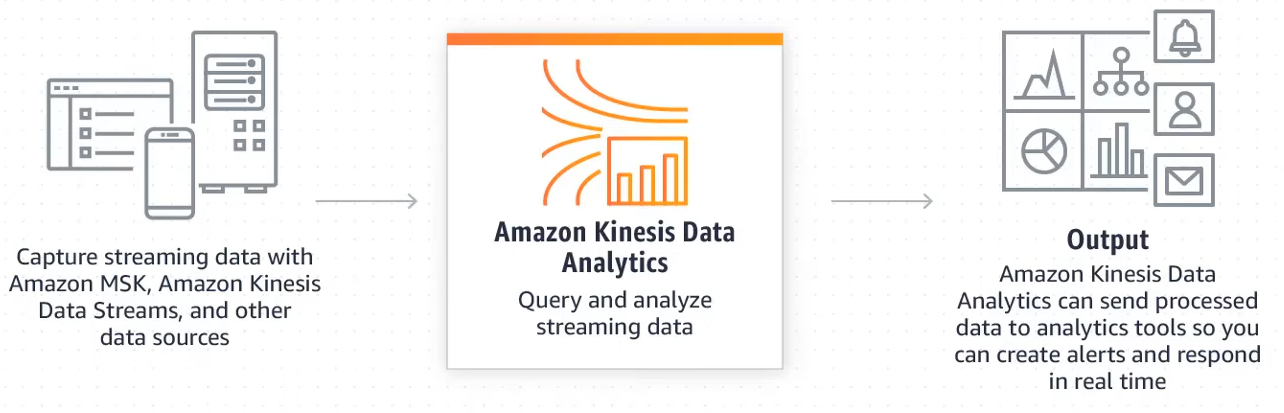 Capture streaming data with
Amazon MSK, Amazon Kinesis
Data Streams, and other
data sources
Amazon Kinesis Data
Analytics
Query and analyze
streaming data
Output
Amazon Kinesis Data
Analytics can send processed
data to analytics tools so you
can create alerts and respond
in real time